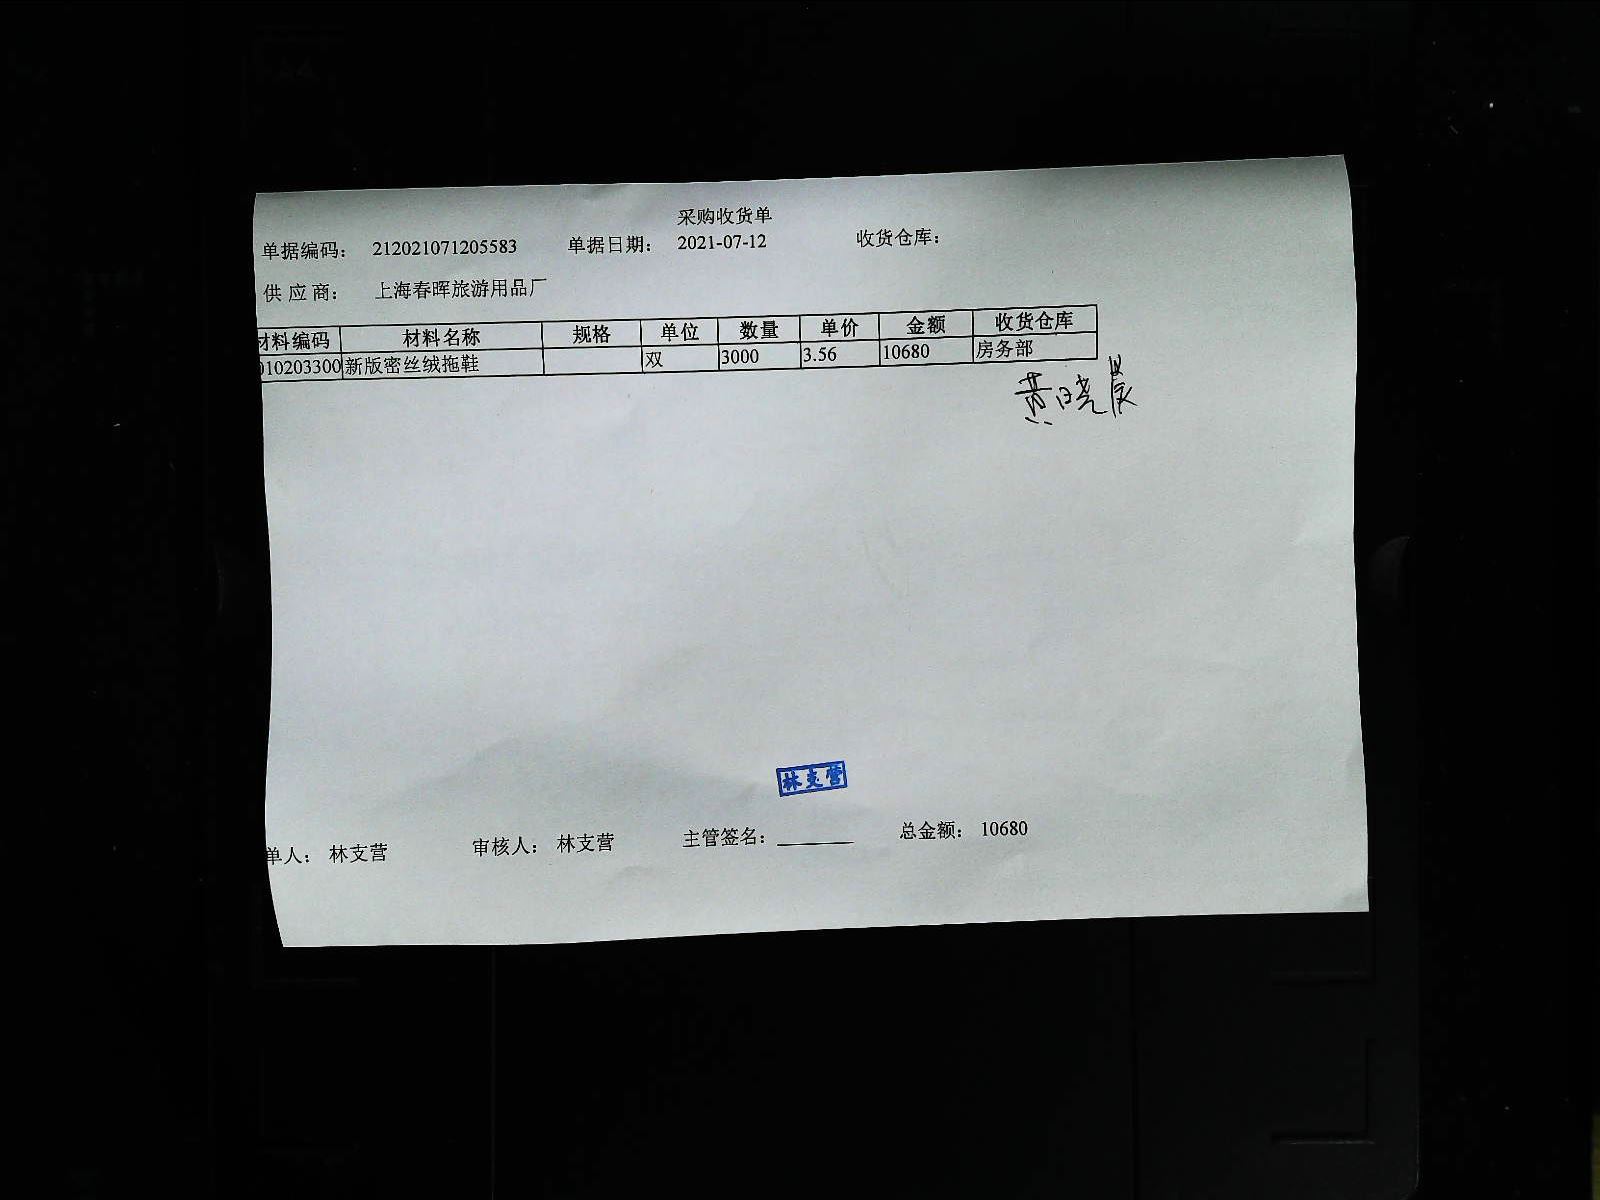 采购收货单
单据编码： 212021071205583 单据日期： 2021-07-12 收货仓库：
供 应 商： 上海春晖旅游用品厂
材料编码 材料名称 规格 单位 数量 单价 金额 收货仓库
010203300 新版密丝绒拖鞋 双 3000 3.56 10680 房务部
黄晓晨
林支营
单人： 林支营 审核人： 林支营 主管签名： 总金额： 10680